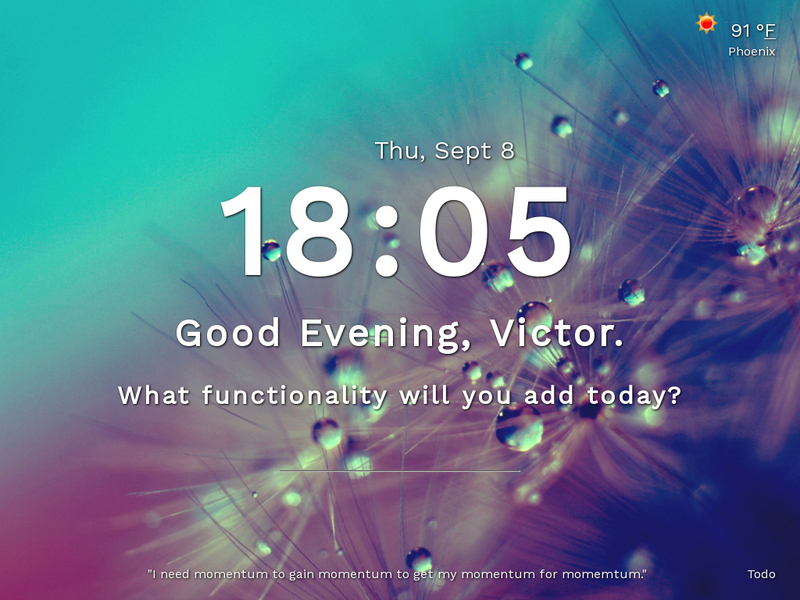 91 °F
Phoenix
Thu, Sept 8
18:05
Good Evening, Victor.
What functionality will you add today?
"I need momentum to gain momentum to get my momentum for momemtum."
Todo